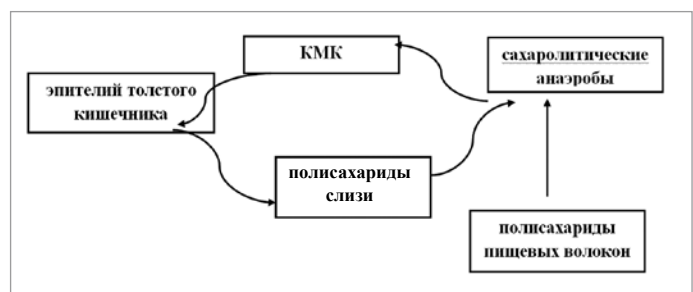 КМК
сахаролитические
анаэробы
эпителий толстого
кишечника
полисахариды
слизи
полисахариды
пищевых волокон